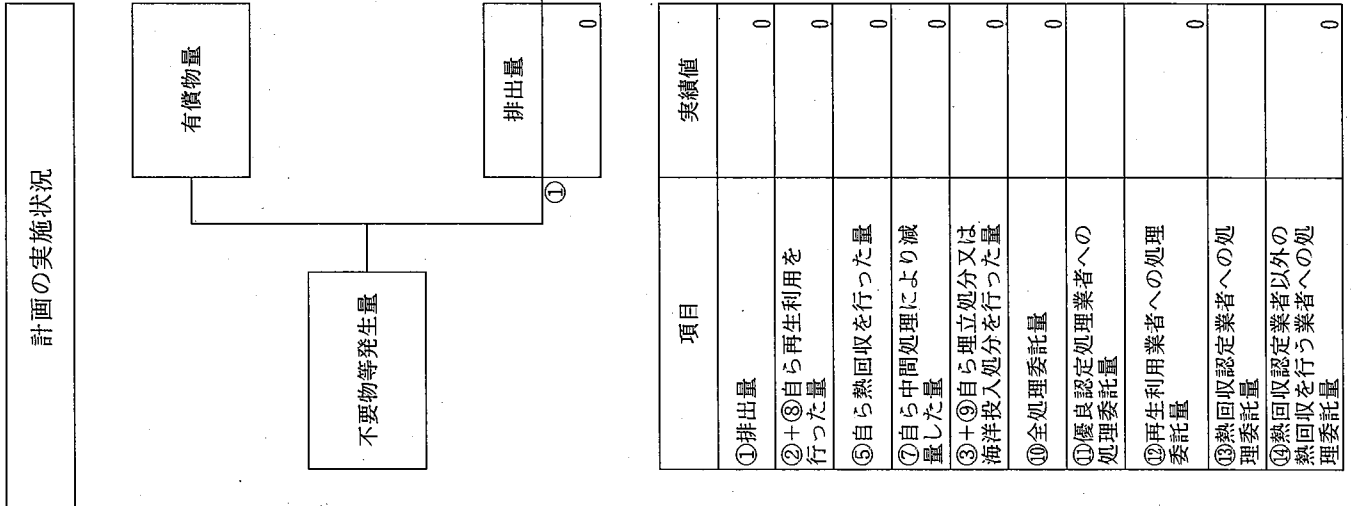 計画の実施状況
有償物量
不要物等発生量
排出量
①
0
項目
実績値
①排出量
0
②+⑧自ら再生利用を
行った量
0
⑤自ら熱回収を行った量
0
⑦自ら中間処理により減
量した量
0
③+⑨自ら埋立処分又は
海洋投入処分を行った量
0
⑩全処理委託量
0
⑪優良認定処理業者への
処理委託量
⑫再生利用業者への処理
委託量
0
⑬熱回収認定業者への処
理委託量
⑭熱回収認定業者以外の
熱回収を行う業者への処
理委託量
0